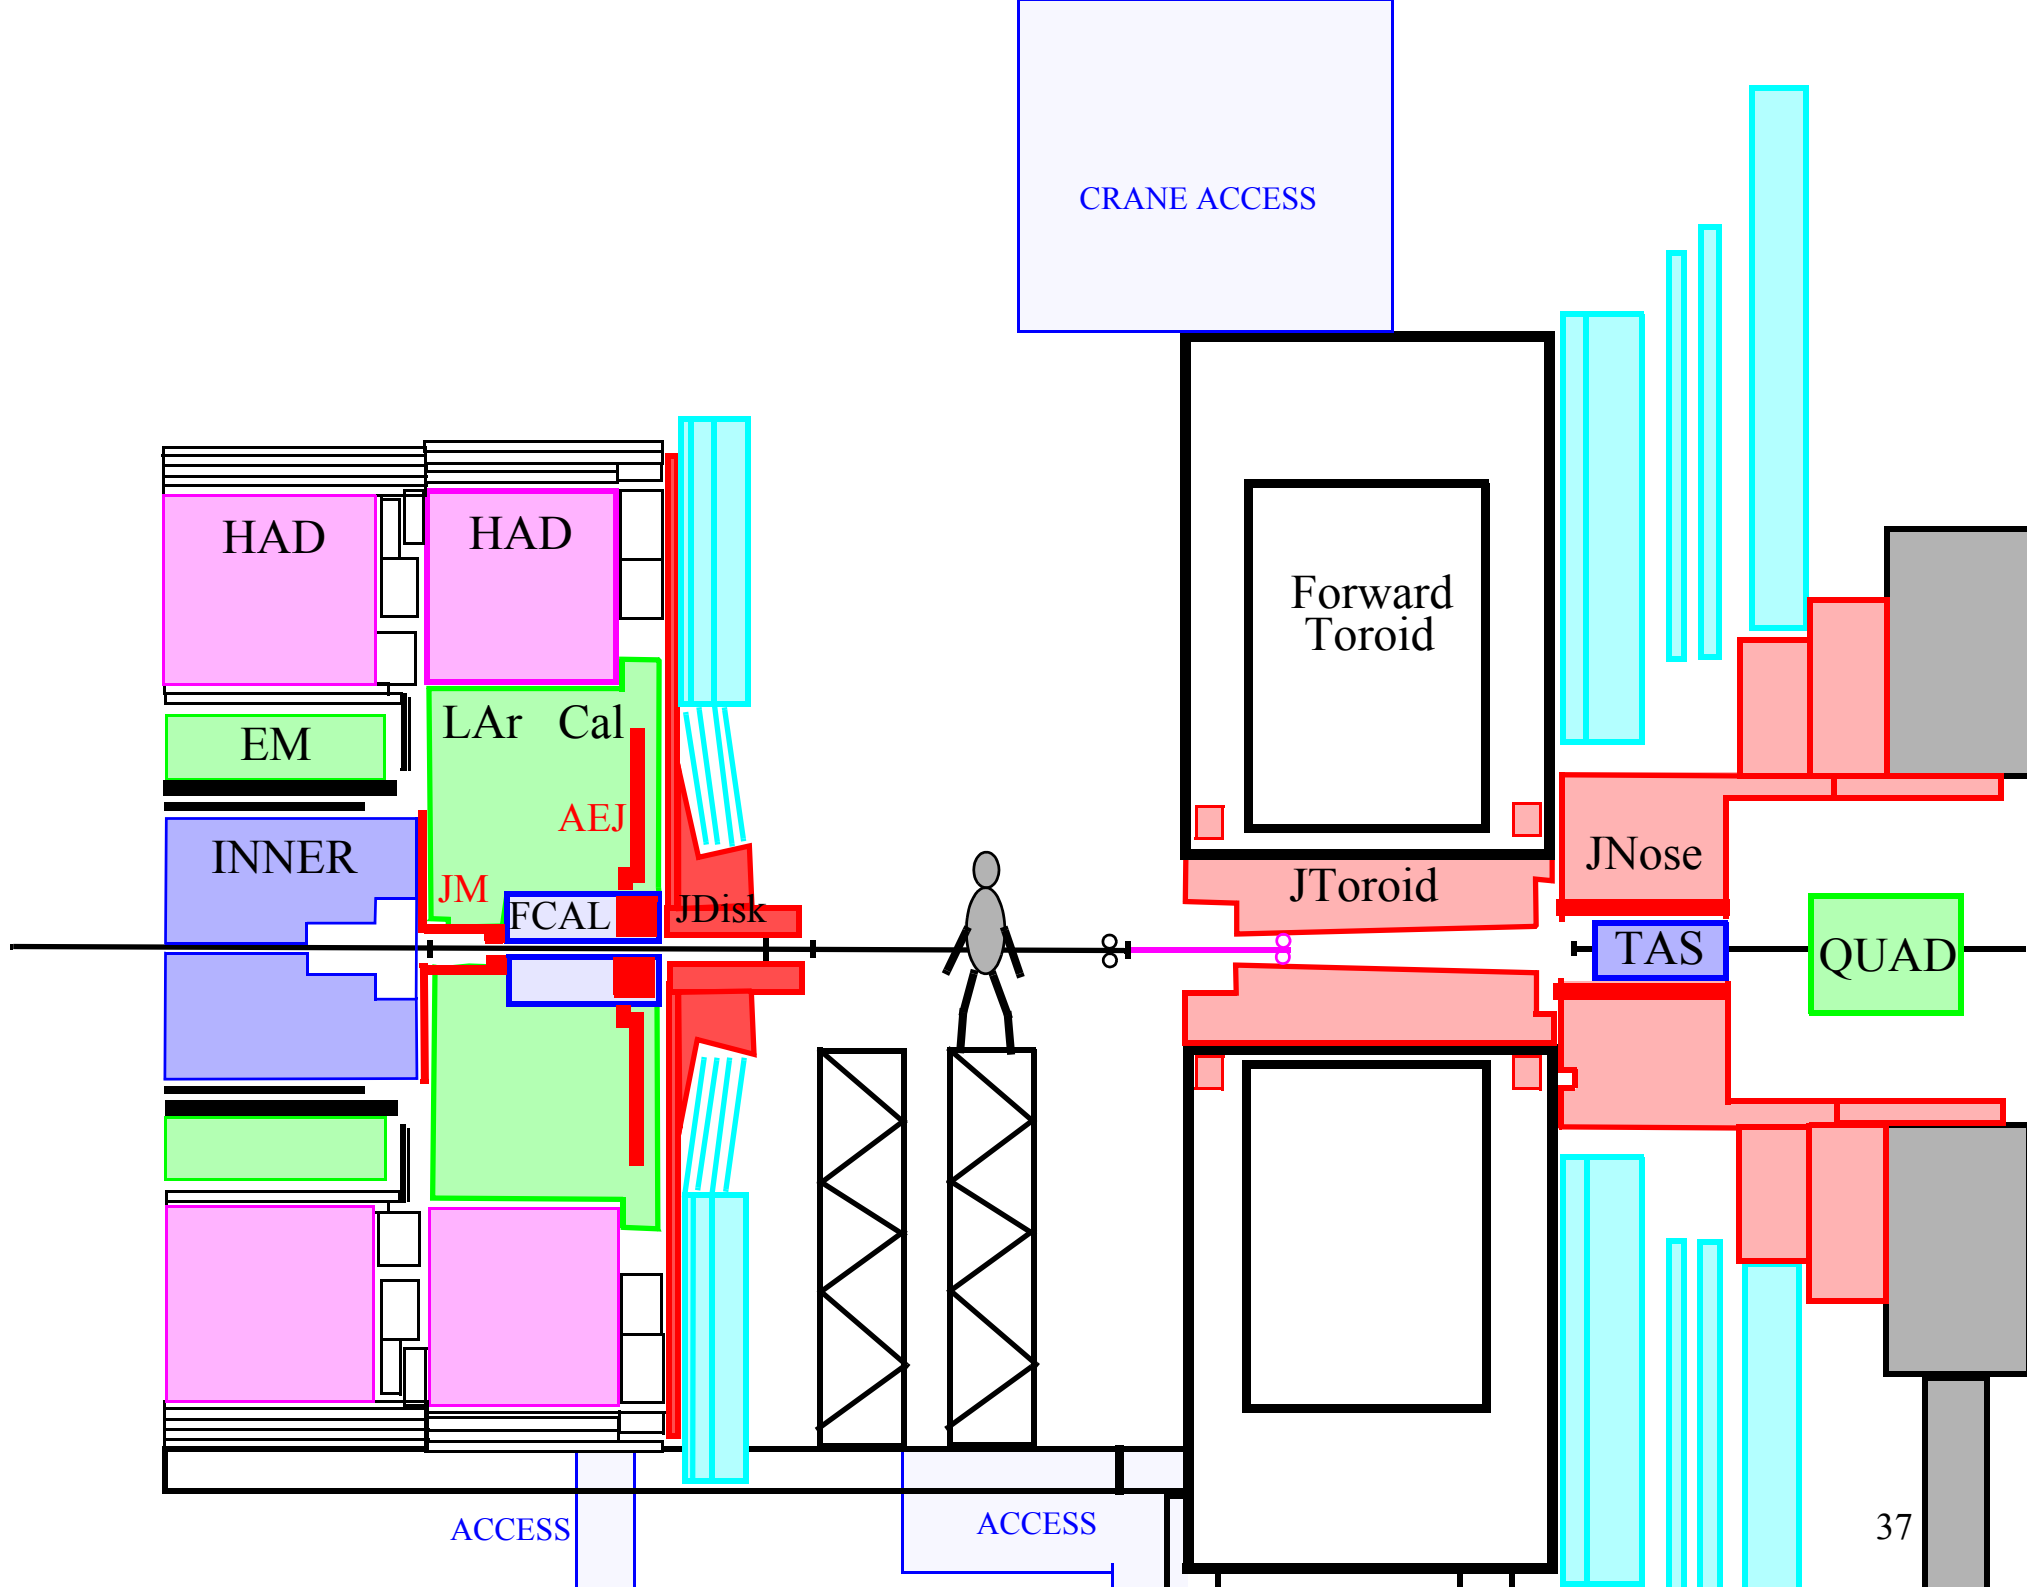 CRANE ACCESS
HAD
HAD
Forward
Toroid
LAr Cal
EM
AEJ
INNER
JM
FCAL
JDisk
JToroid
JNose
TAS
QUAD
ACCESS
ACCESS
37